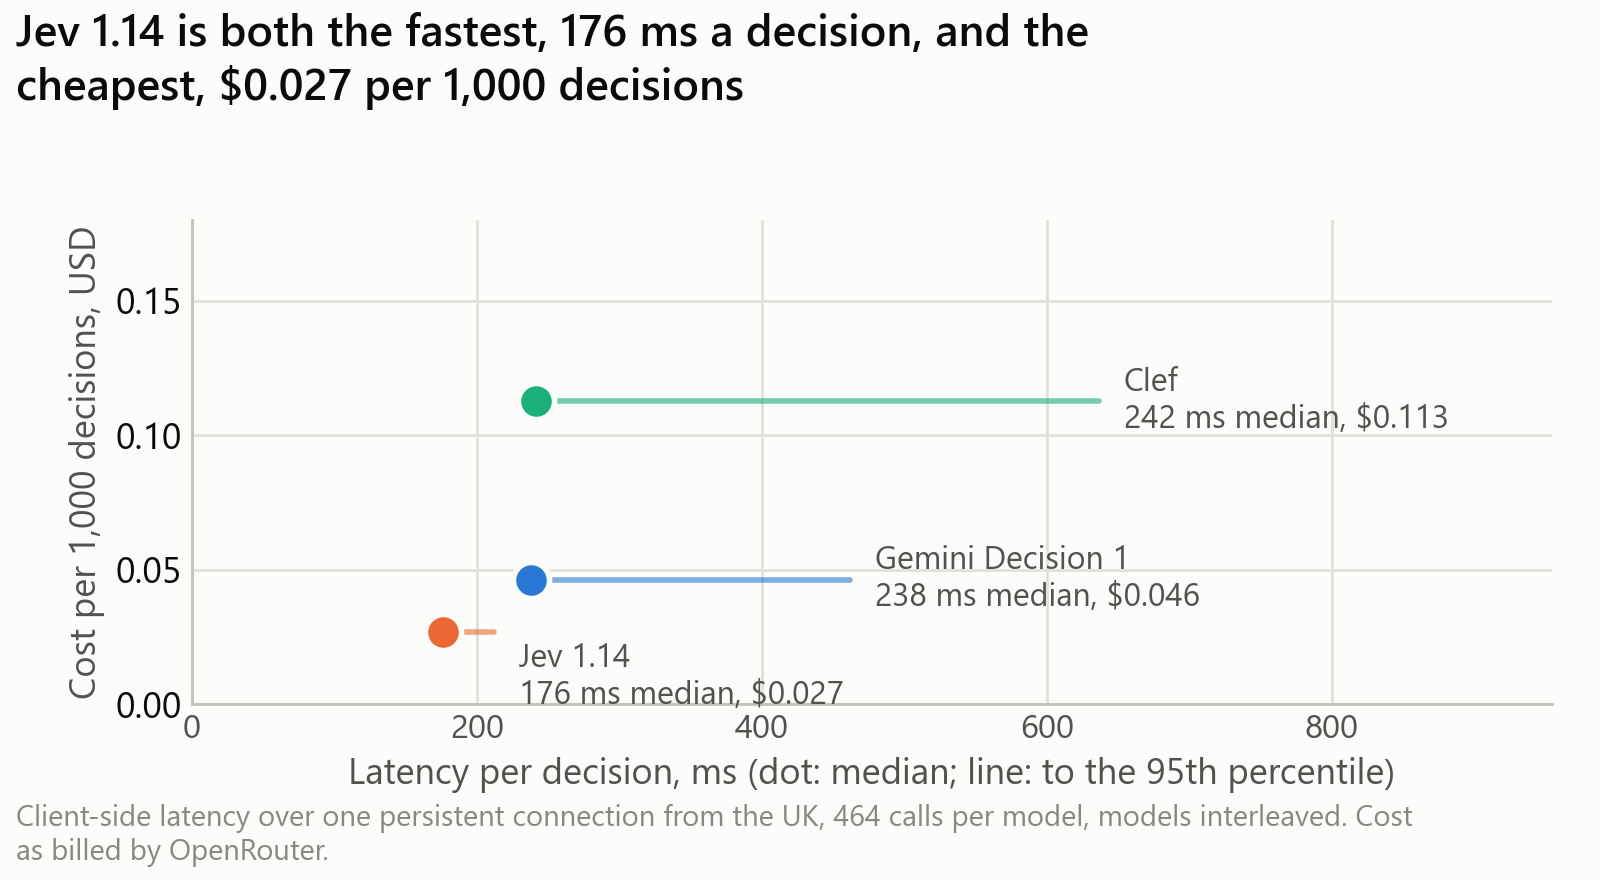 Jev 1.14 is both the fastest, 176 ms a decision, and the
cheapest, $0.027 per 1,000 decisions
Cost per 1,000 decisions, USD
0.15
0.10
0.05
0.00
Clef
242 ms median, $0.113
Gemini Decision 1
238 ms median, $0.046
Jev 1.14
176 ms median, $0.027
0
200
400
600
800
Latency per decision, ms (dot: median; line: to the 95th percentile)
Client-side latency over one persistent connection from the UK, 464 calls per model, models interleaved. Cost
as billed by OpenRouter.